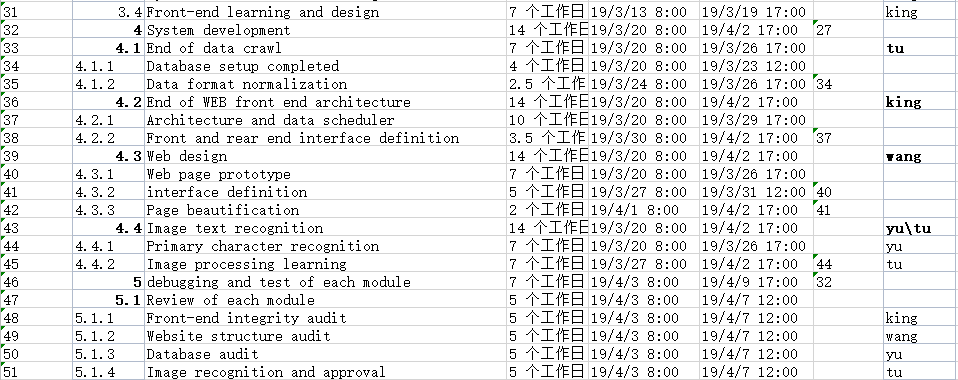 31 3.4 Front-end learning and design 7 个工作日 19/3/13 8:00 19/3/19 17:00 king
32 4 System development 14 个工作日 19/3/20 8:00 19/4/2 17:00 27
33 4.1 End of data crawl 7 个工作日 19/3/20 8:00 19/3/26 17:00 tu
34 4.1.1 Database setup completed 4 个工作日 19/3/20 8:00 19/3/23 12:00
35 4.1.2 Data format normalization 2.5 个工作 19/3/24 8:00 19/3/26 17:00 34
36 4.2 End of WEB front end architecture 14 个工作日 19/3/20 8:00 19/4/2 17:00 king
37 4.2.1 Architecture and data scheduler 10 个工作日 19/3/20 8:00 19/3/29 17:00
38 4.2.2 Front and rear end interface definition 3.5 个工作 19/3/30 8:00 19/4/2 17:00 37
39 4.3 Web design 14 个工作日 19/3/20 8:00 19/4/2 17:00 wang
40 4.3.1 Web page prototype 7 个工作日 19/3/20 8:00 19/3/26 17:00
41 4.3.2 interface definition 5 个工作日 19/3/27 8:00 19/3/31 12:00 40
42 4.3.3 Page beautification 2 个工作日 19/4/1 8:00 19/4/2 17:00 41
43 4.4 Image text recognition 14 个工作日 19/3/20 8:00 19/4/2 17:00 yu\tu
44 4.4.1 Primary character recognition 7 个工作日 19/3/20 8:00 19/3/26 17:00 yu
45 4.4.2 Image processing learning 7 个工作日 19/3/27 8:00 19/4/2 17:00 44 tu
46 5 debugging and test of each module 7 个工作日 19/4/3 8:00 19/4/9 17:00 32
47 5.1 Review of each module 5 个工作日 19/4/3 8:00 19/4/7 12:00
48 5.1.1 Front-end integrity audit 5 个工作日 19/4/3 8:00 19/4/7 12:00 king
49 5.1.2 Website structure audit 5 个工作日 19/4/3 8:00 19/4/7 12:00 wang
50 5.1.3 Database audit 5 个工作日 19/4/3 8:00 19/4/7 12:00 yu
51 5.1.4 Image recognition and approval 5 个工作日 19/4/3 8:00 19/4/7 12:00 tu